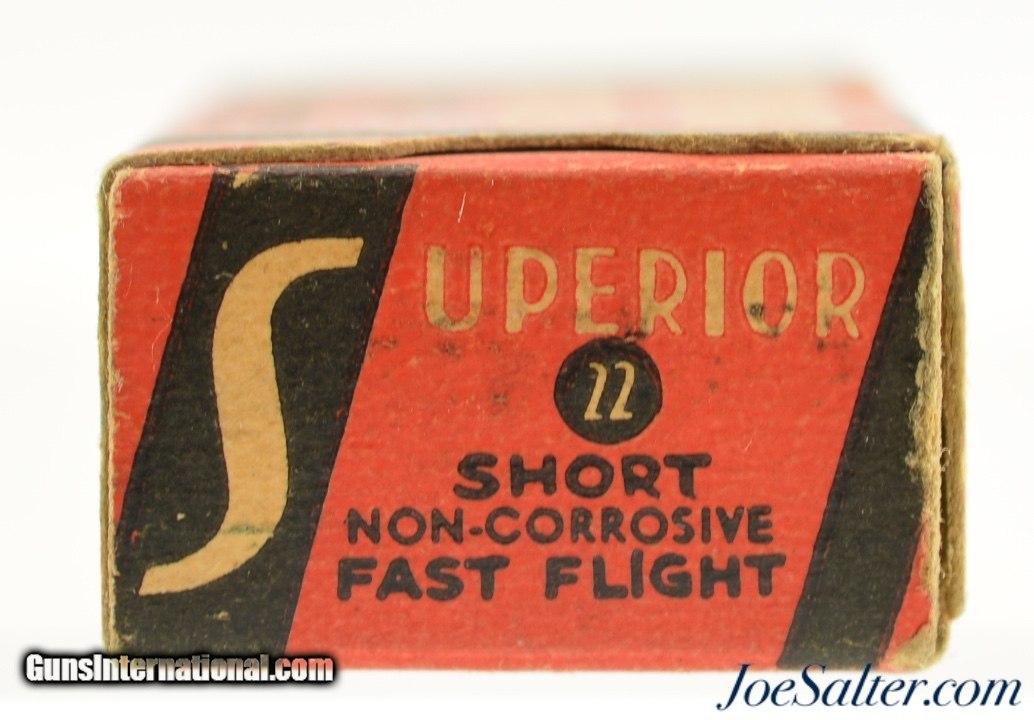 SUPERIOR
22
SHORT
NON-CORROSIVE
FAST FLIGHT
GunsInternational.com
JoeSalter.com